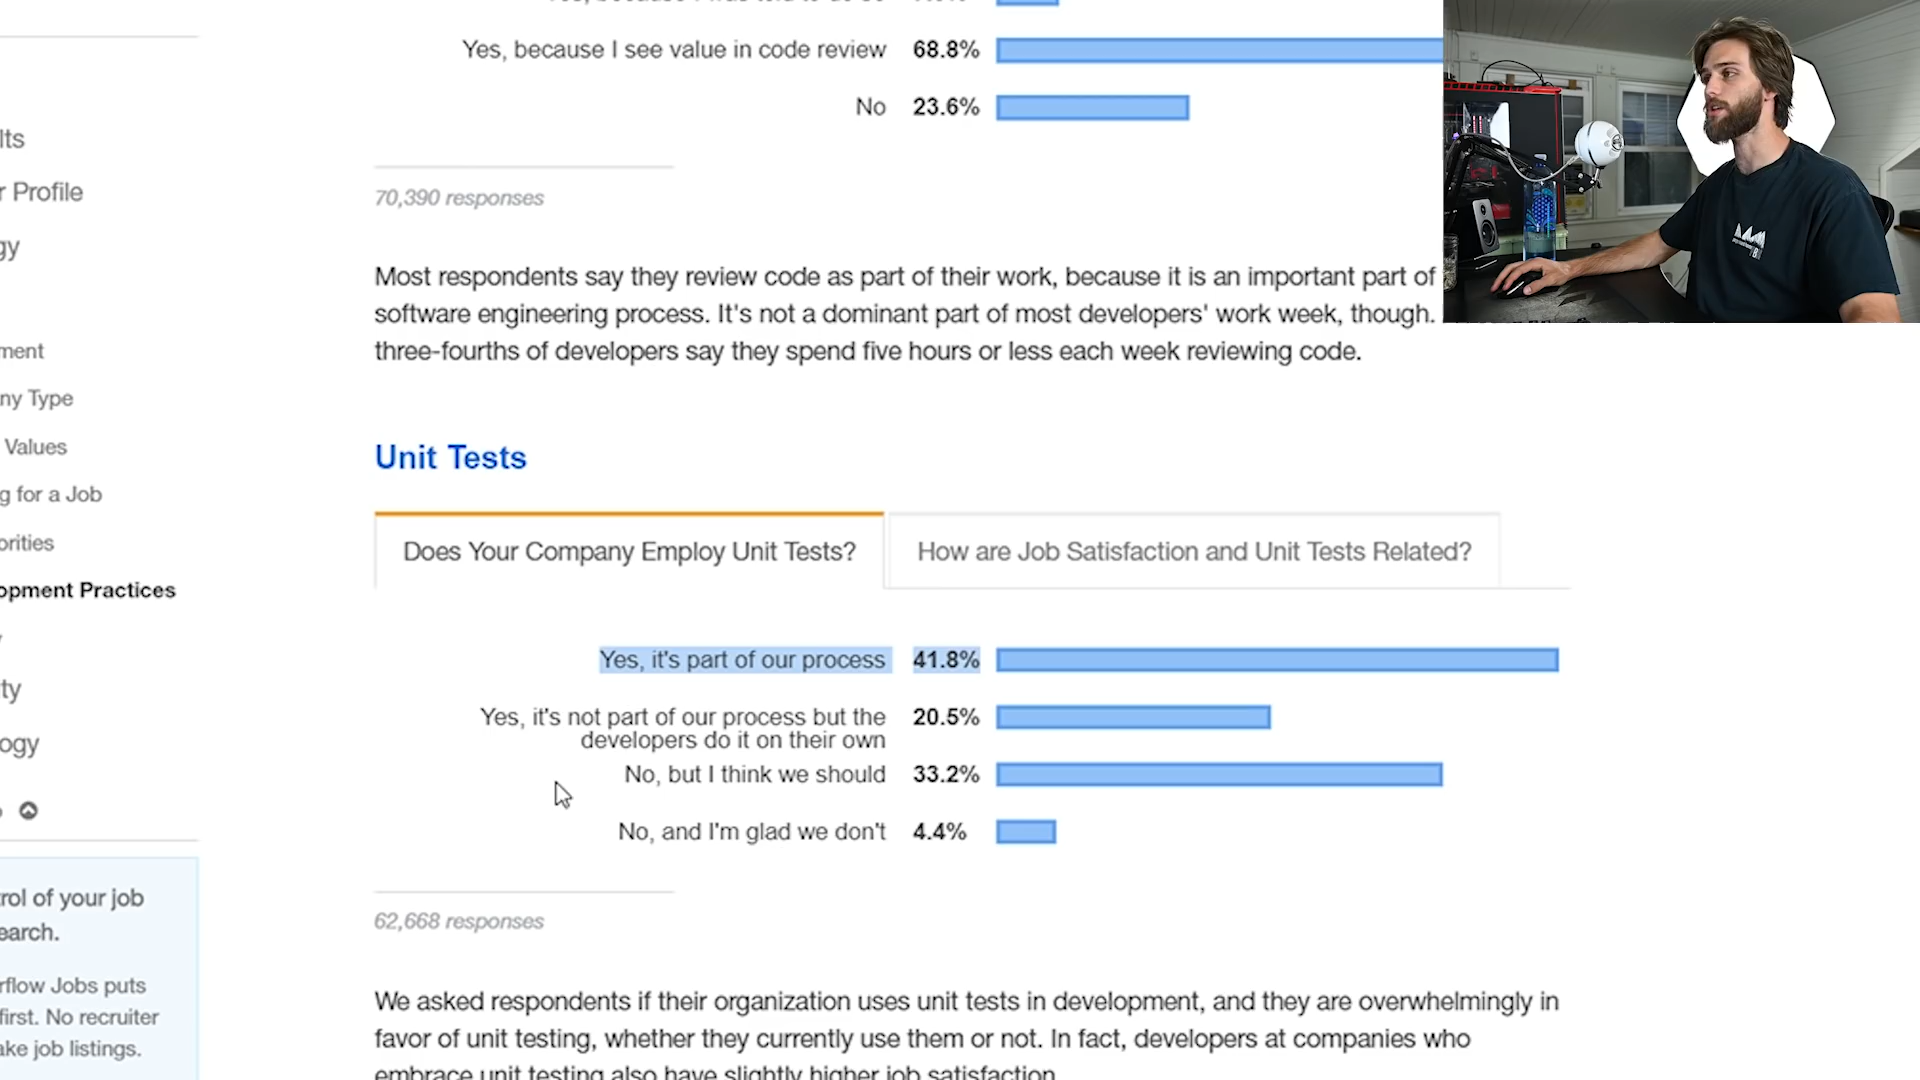 Yes, because I see value in code review 68.8%
No 23.6%
70,390 responses
Most respondents say they review code as part of their work, because it is an important part of
software engineering process. It's not a dominant part of most developers' work week, though.
three-fourths of developers say they spend five hours or less each week reviewing code.
Unit Tests
Does Your Company Employ Unit Tests? How are Job Satisfaction and Unit Tests Related?
Yes, it's part of our process 41.8%
Yes, it's not part of our process but the 20.5%
developers do it on their own
No, but I think we should 33.2%
No, and I'm glad we don't 4.4%
62,668 responses
We asked respondents if their organization uses unit tests in development, and they are overwhelmingly in
favor of unit testing, whether they currently use them or not. In fact, developers at companies who
embrace unit testing also have slightly higher job satisfaction
lts
r Profile
gy
ment
ny Type
Values
g for a Job
orities
opment Practices
ty
ogy
rol of your job
earch.
rflow Jobs puts
first. No recruiter
ake job listings.